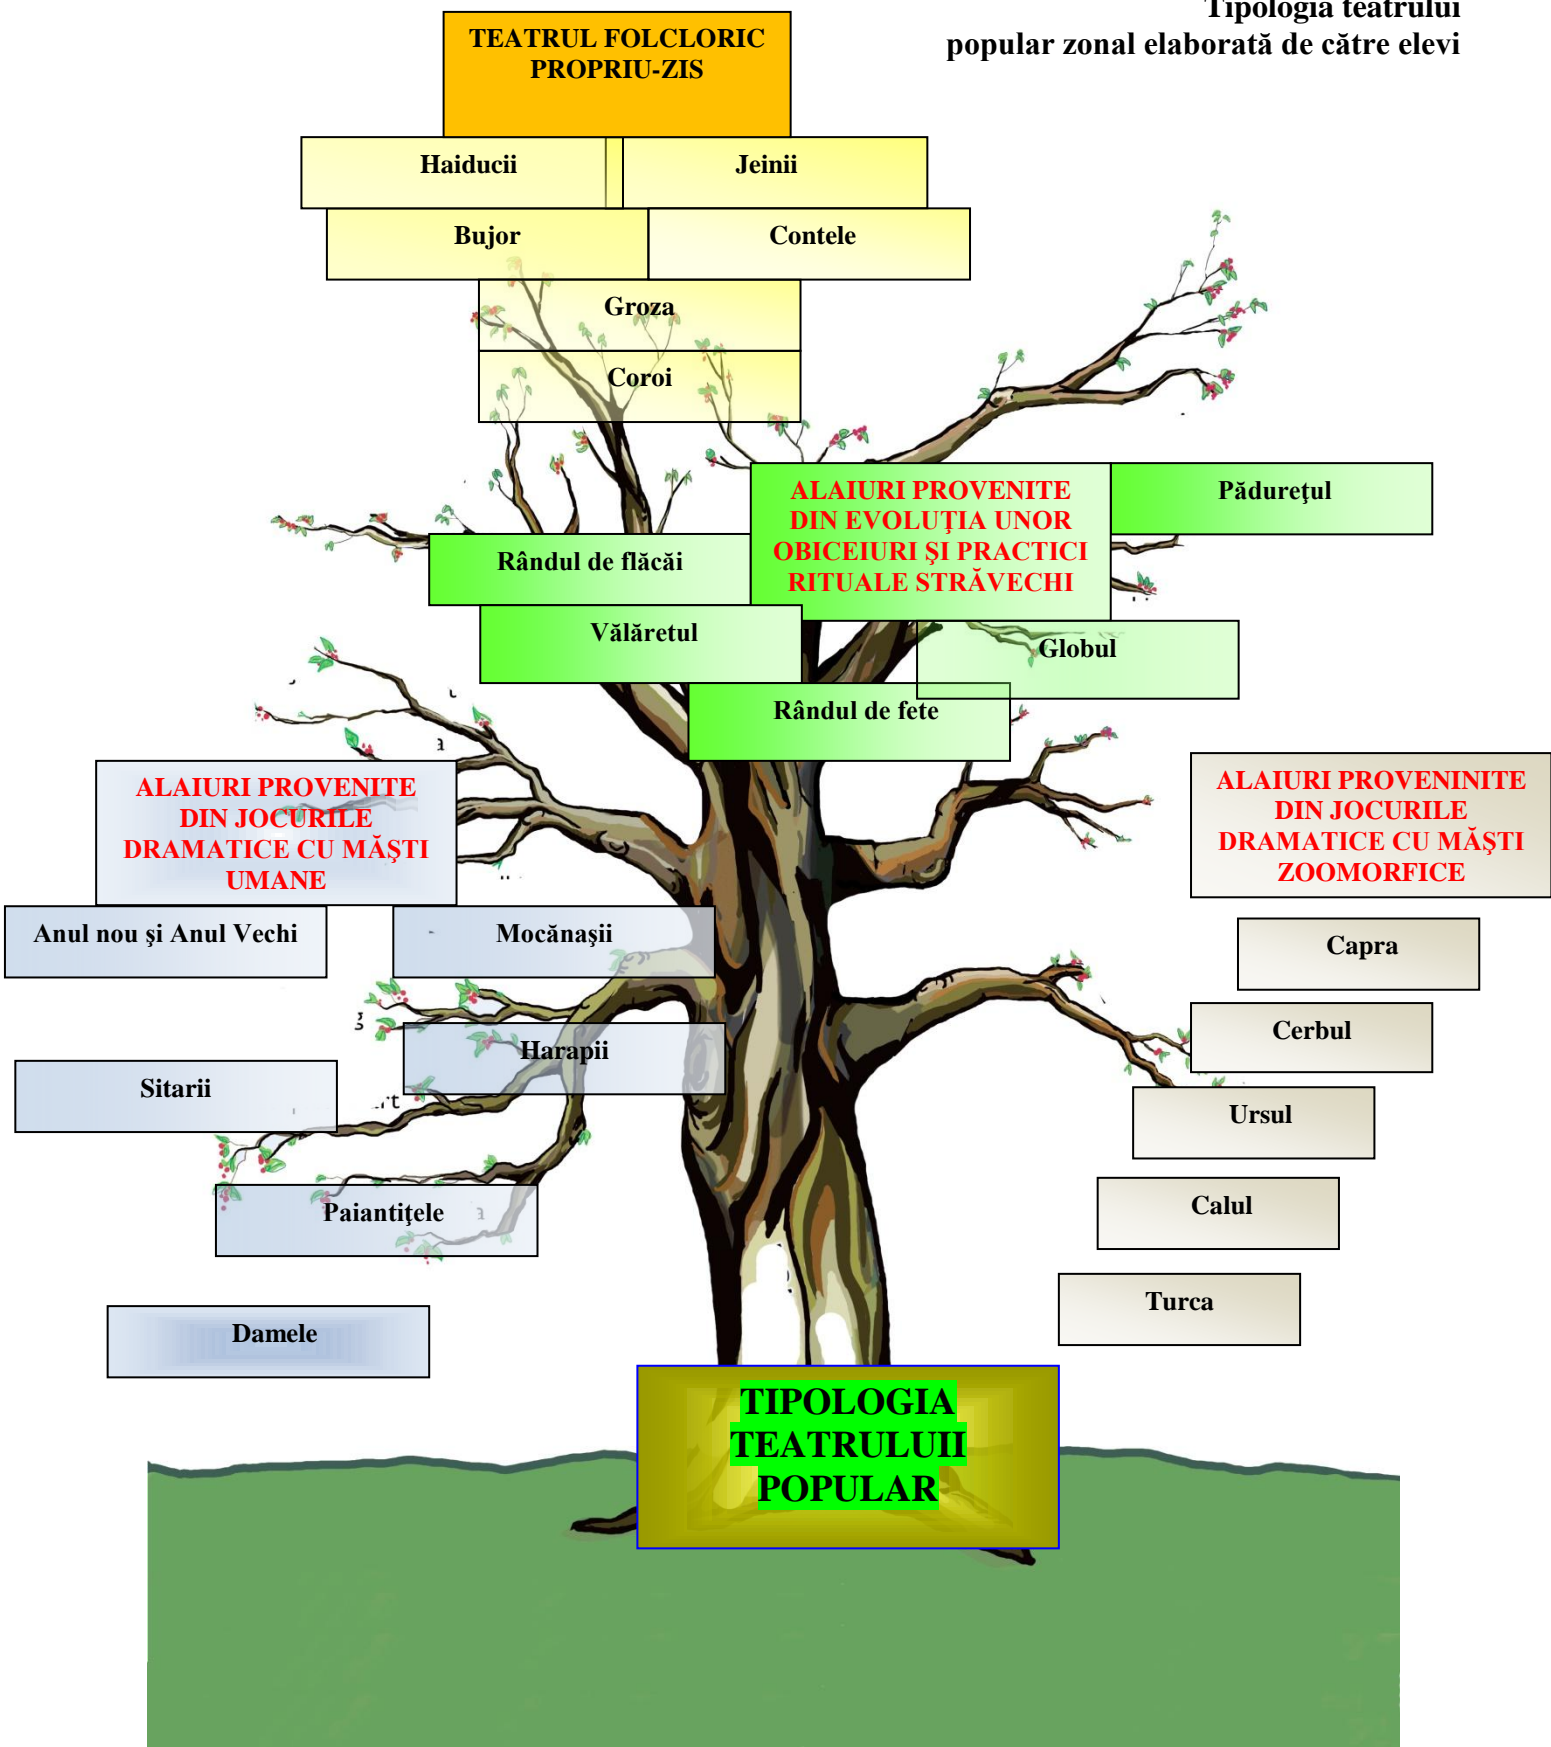 Tipologia teatrului
popular zonal elaborată de către elevi
TEATRUL FOLCLORIC
PROPRIU-ZIS
Haiducii
Jeinii
Bujor
Contele
Groza
Coroi
ALAIURI PROVENITE
DIN EVOLUŢIA UNOR
OBICEIURI ŞI PRACTICI
RITUALE STRĂVECHI
Pădureţul
Rândul de flăcăi
Vălăretul
Globul
Rândul de fete
ALAIURI PROVENITE
DIN JOCURILE
DRAMATICE CU MĂŞTI
UMANE
Anul nou şi Anul Vechi
Mocănaşii
Harapii
Sitarii
Paiantiţele
Damele
ALAIURI PROVENINITE
DIN JOCURILE
DRAMATICE CU MĂŞTI
ZOOMORFICE
Capra
Cerbul
Ursul
Calul
Turca
TIPOLOGIA
TEATRULUII
POPULAR